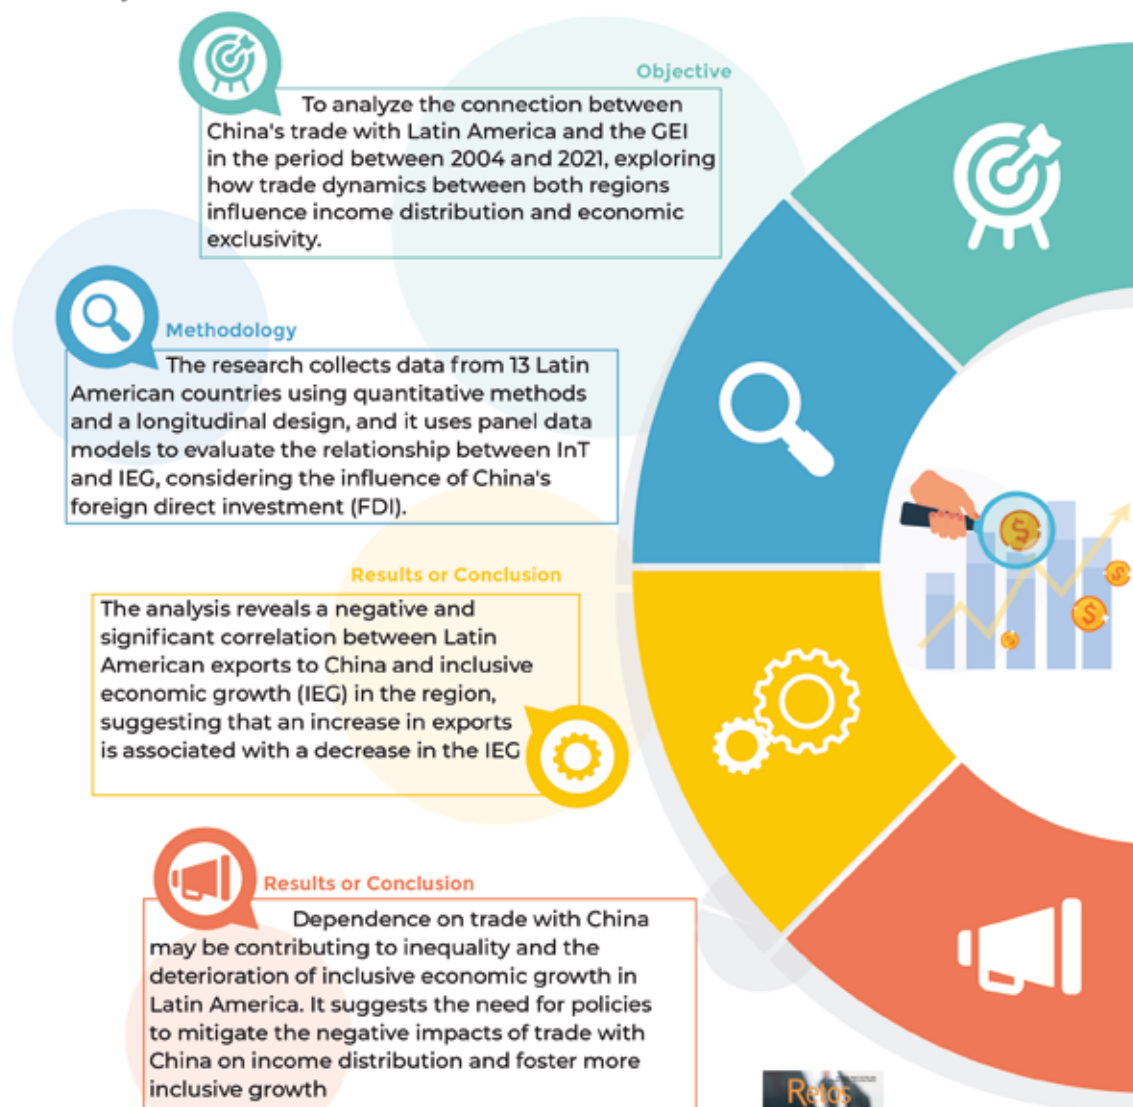 Objective
To analyze the connection between
China's trade with Latin America and the GEI
in the period between 2004 and 2021, exploring
how trade dynamics between both regions
influence income distribution and economic
exclusivity.
Methodology
The research collects data from 13 Latin
American countries using quantitative methods
and a longitudinal design, and it uses panel data
models to evaluate the relationship between InT
and IEG, considering the influence of China's
foreign direct investment (FDI).
Results or Conclusion
The analysis reveals a negative and
significant correlation between Latin
American exports to China and inclusive
economic growth (IEG) in the region,
suggesting that an increase in exports
is associated with a decrease in the IEG
Results or Conclusion
Dependence on trade with China
may be contributing to inequality and the
deterioration of inclusive economic growth in
Latin America. It suggests the need for policies
to mitigate the negative impacts of trade with
China on income distribution and foster more
inclusive growth
Retos